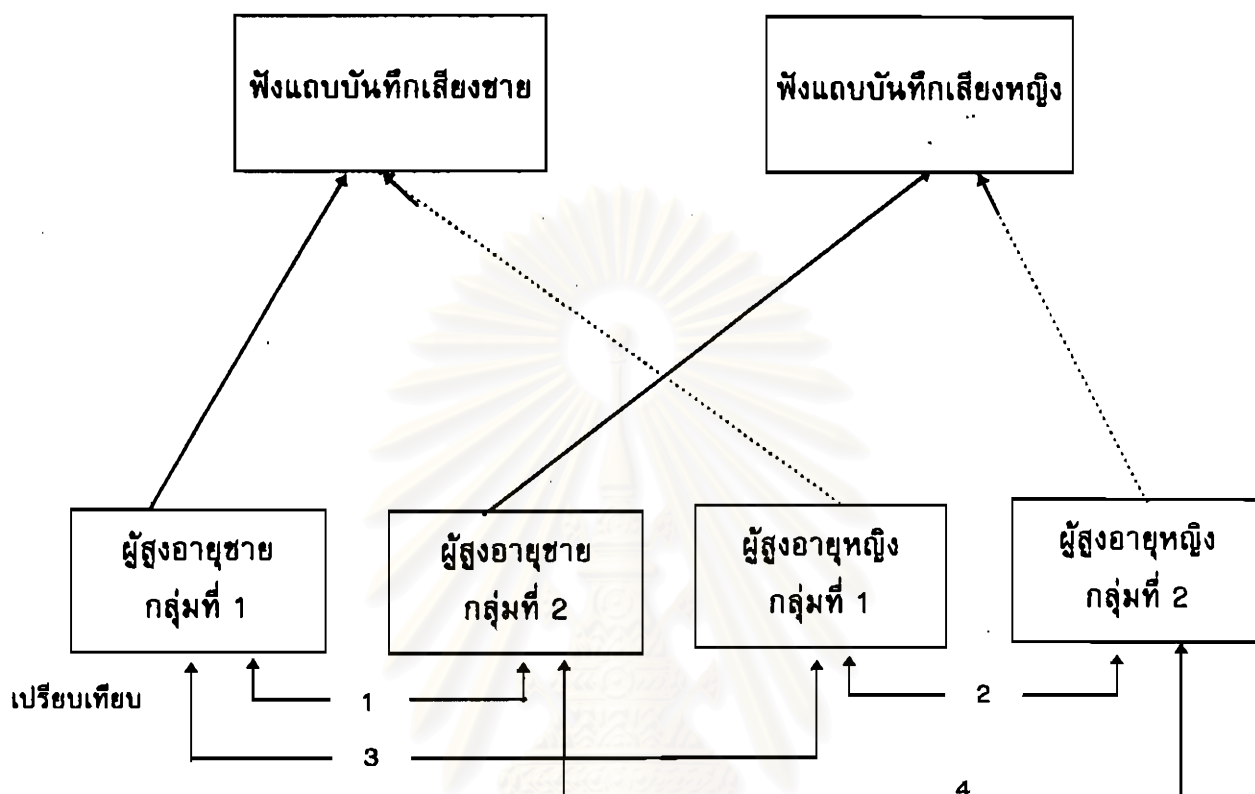 ฟังแถบบันทึกเสียงชาย
ฟังแถบบันทึกเสียงหญิง
ผู้สูงอายุชาย
กลุ่มที่ 1
ผู้สูงอายุชาย
กลุ่มที่ 2
ผู้สูงอายุหญิง
กลุ่มที่ 1
ผู้สูงอายุหญิง
กลุ่มที่ 2
เปรียบเทียบ
1
2
3
4